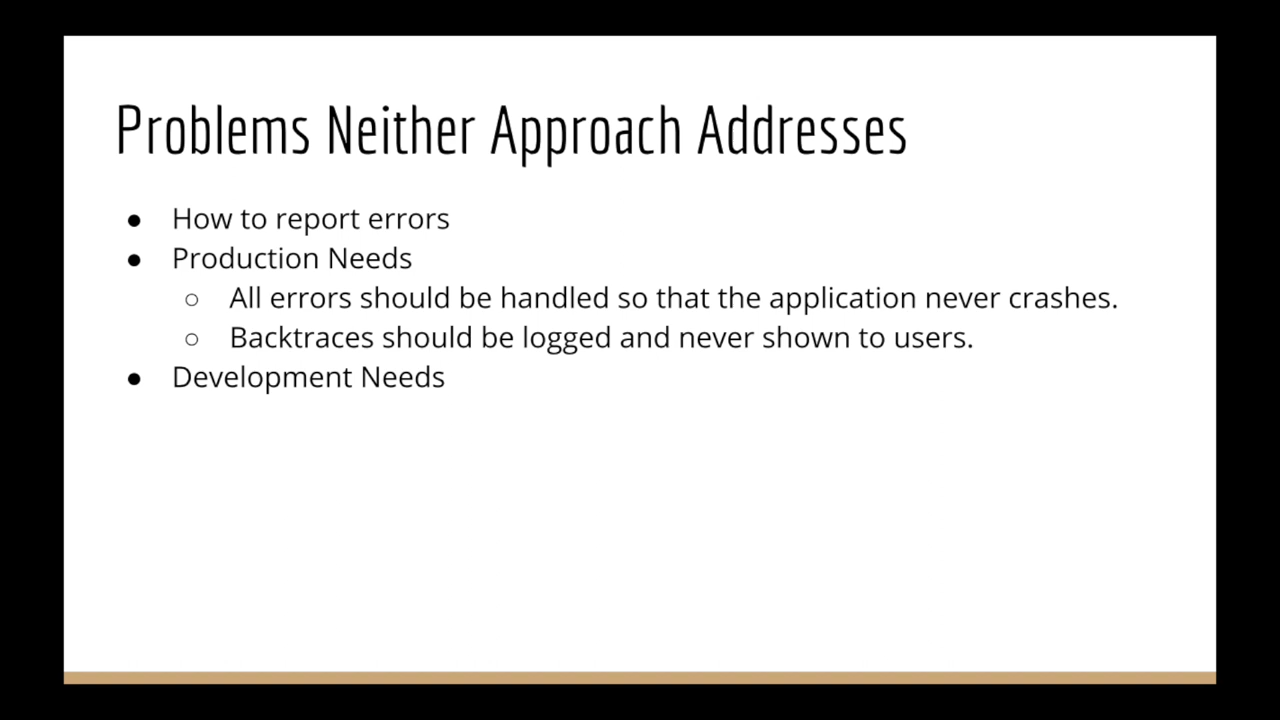 Problems Neither Approach Addresses
● How to report errors
● Production Needs
○ All errors should be handled so that the application never crashes.
○ Backtraces should be logged and never shown to users.
● Development Needs